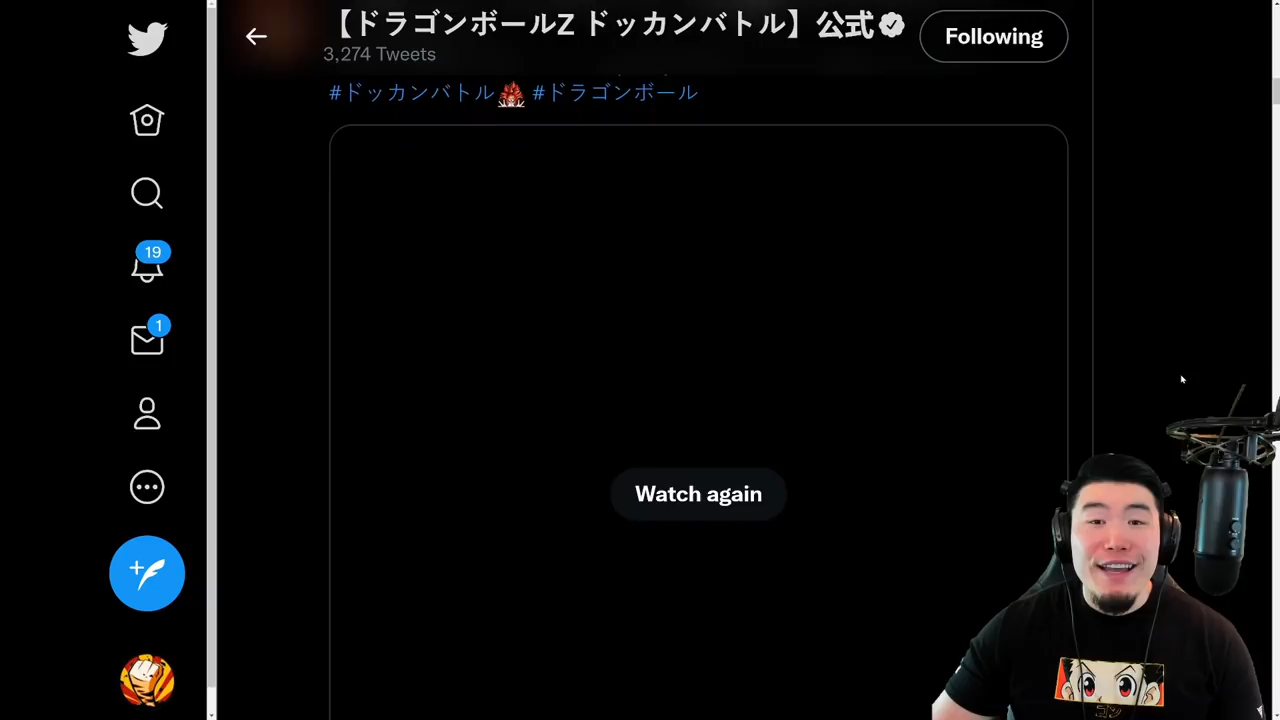 【ドラゴンボールZ ドッカンバトル】公式
3,274 Tweets
Following
#ドッカンバトル #ドラゴンボール
19
1
Watch again
ゴン